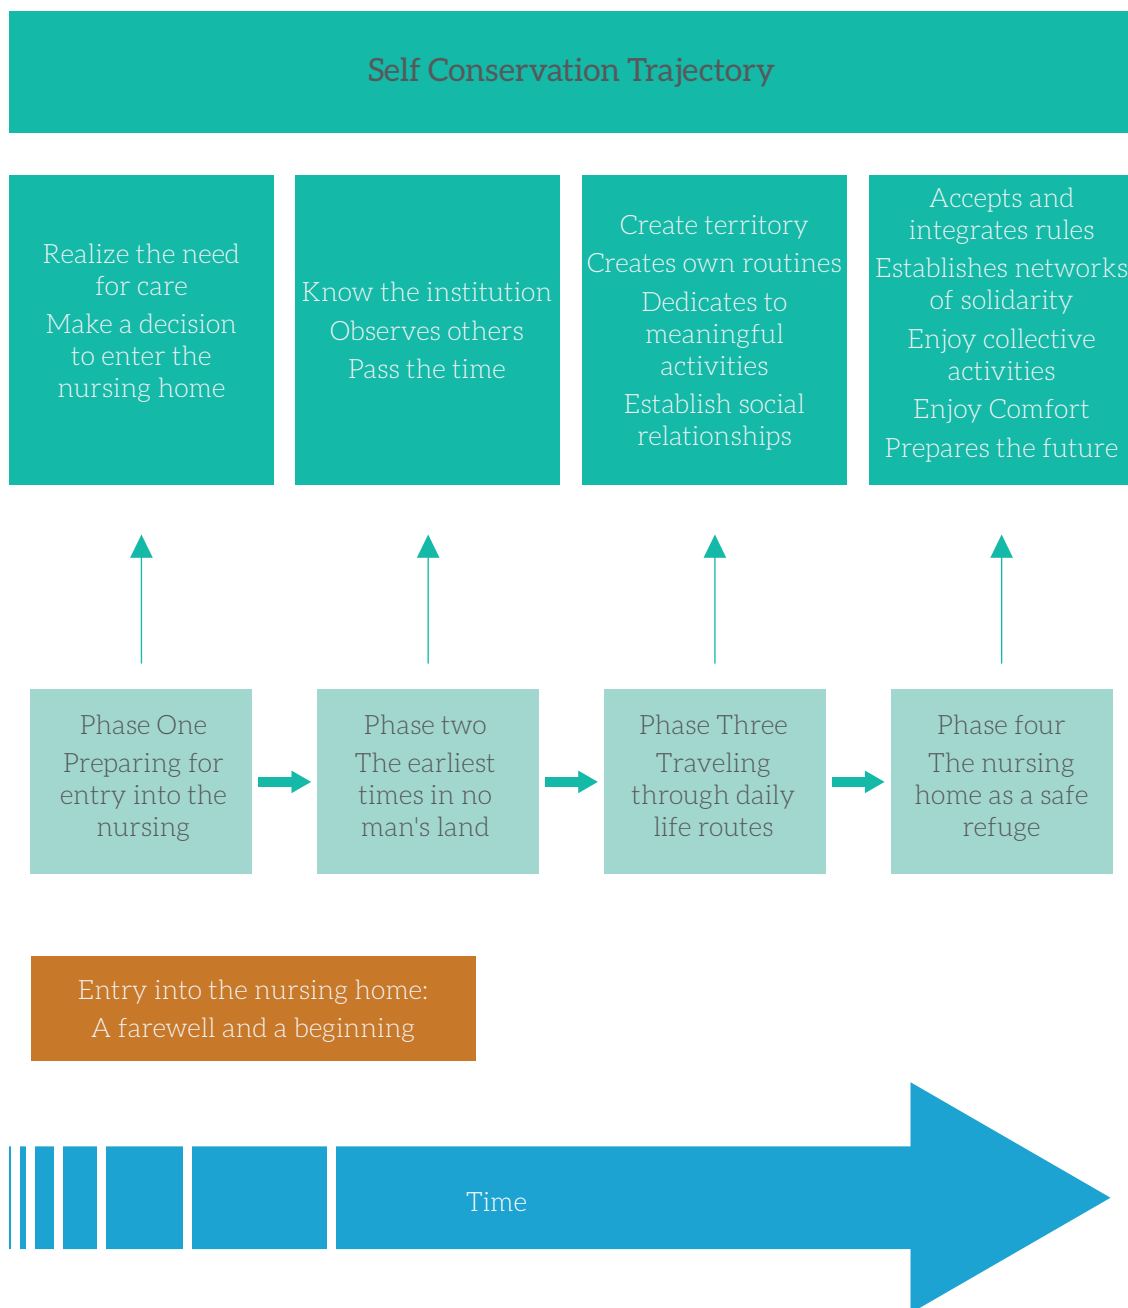 Self Conservation Trajectory
Realize the need
for care
Make a decision
to enter the
nursing home
Know the institution
Observes others
Pass the time
Create territory
Creates own routines
Dedicates to
meaningful
activities
Establish social
relationships
Accepts and
integrates rules
Establishes networks
of solidarity
Enjoy collective
activities
Enjoy Comfort
Prepares the future
Phase One
Preparing for
entry into the
nursing
Phase two
The earliest
times in no
man's land
Phase Three
Traveling
through daily
life routes
Phase four
The nursing
home as a safe
refuge
Entry into the nursing home:
A farewell and a beginning
Time